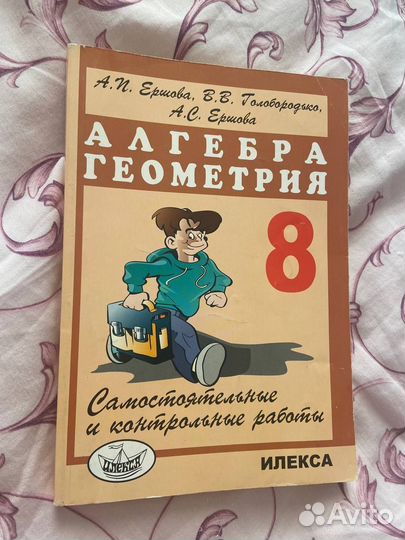 А.П. Ершова, В.В. Голобородько,
А.С. Ершова
АЛГЕБРА
ГЕОМЕТРИЯ
8
Самостоятельные
и контрольные работы
ИЛЕКСА
ИЛЕКСА
Avito